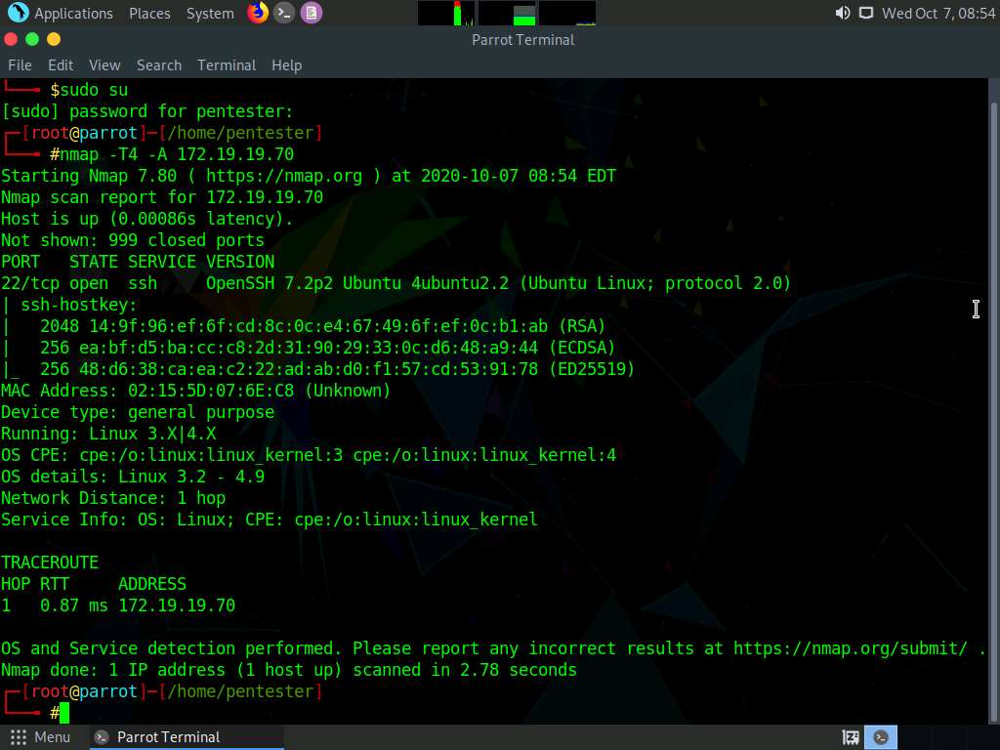 Applications Places System Wed Oct 7, 08:54
Parrot Terminal
File Edit View Search Terminal Help
└──╼ $sudo su
[sudo] password for pentester:
┌─[root@parrot]─[/home/pentester]
└──╼ #nmap -T4 -A 172.19.19.70
Starting Nmap 7.80 ( https://nmap.org ) at 2020-10-07 08:54 EDT
Nmap scan report for 172.19.19.70
Host is up (0.00086s latency).
Not shown: 999 closed ports
PORT   STATE SERVICE VERSION
22/tcp open  ssh     OpenSSH 7.2p2 Ubuntu 4ubuntu2.2 (Ubuntu Linux; protocol 2.0)
| ssh-hostkey:
|   2048 14:9f:96:ef:6f:cd:8c:0c:e4:67:49:6f:ef:0c:b1:ab (RSA)
|   256 ea:bf:d5:ba:cc:c8:2d:31:90:29:33:0c:d6:48:a9:44 (ECDSA)
|_  256 48:d6:38:ca:ea:c2:22:ad:ab:d0:f1:57:cd:53:91:78 (ED25519)
MAC Address: 02:15:5D:07:6E:C8 (Unknown)
Device type: general purpose
Running: Linux 3.X|4.X
OS CPE: cpe:/o:linux:linux_kernel:3 cpe:/o:linux:linux_kernel:4
OS details: Linux 3.2 - 4.9
Network Distance: 1 hop
Service Info: OS: Linux; CPE: cpe:/o:linux:linux_kernel

TRACEROUTE
HOP RTT     ADDRESS
1   0.87 ms 172.19.19.70

OS and Service detection performed. Please report any incorrect results at https://nmap.org/submit/ .
Nmap done: 1 IP address (1 host up) scanned in 2.78 seconds
┌─[root@parrot]─[/home/pentester]
└──╼ #
Menu Parrot Terminal